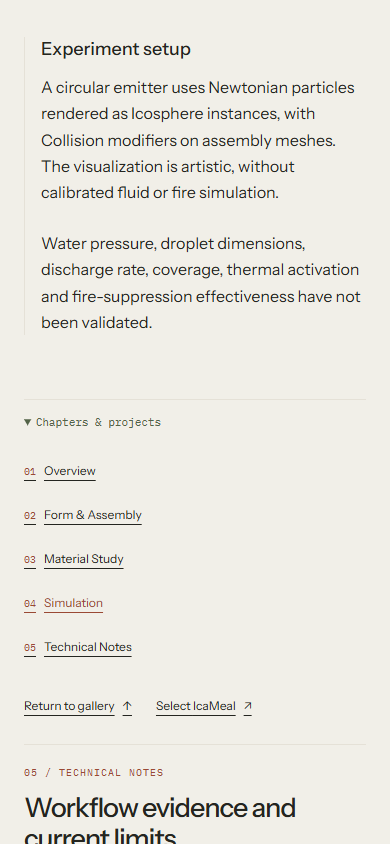 Experiment setup
A circular emitter uses Newtonian particles
rendered as Icosphere instances, with
Collision modifiers on assembly meshes.
The visualization is artistic, without
calibrated fluid or fire simulation.
Water pressure, droplet dimensions,
discharge rate, coverage, thermal activation
and fire-suppression effectiveness have not
been validated.
▼ Chapters & projects
01 Overview
02 Form & Assembly
03 Material Study
04 Simulation
05 Technical Notes
Return to gallery ↑ Select IcaMeal ↗
05 / TECHNICAL NOTES
Workflow evidence and
current limits